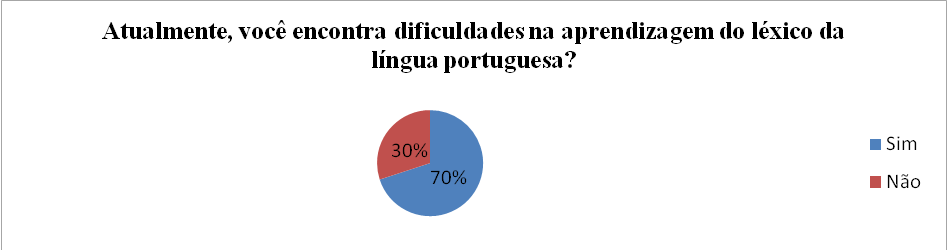 Atualmente, você encontra dificuldades na aprendizagem do léxico da
língua portuguesa?
30%
70%
Sim
Não